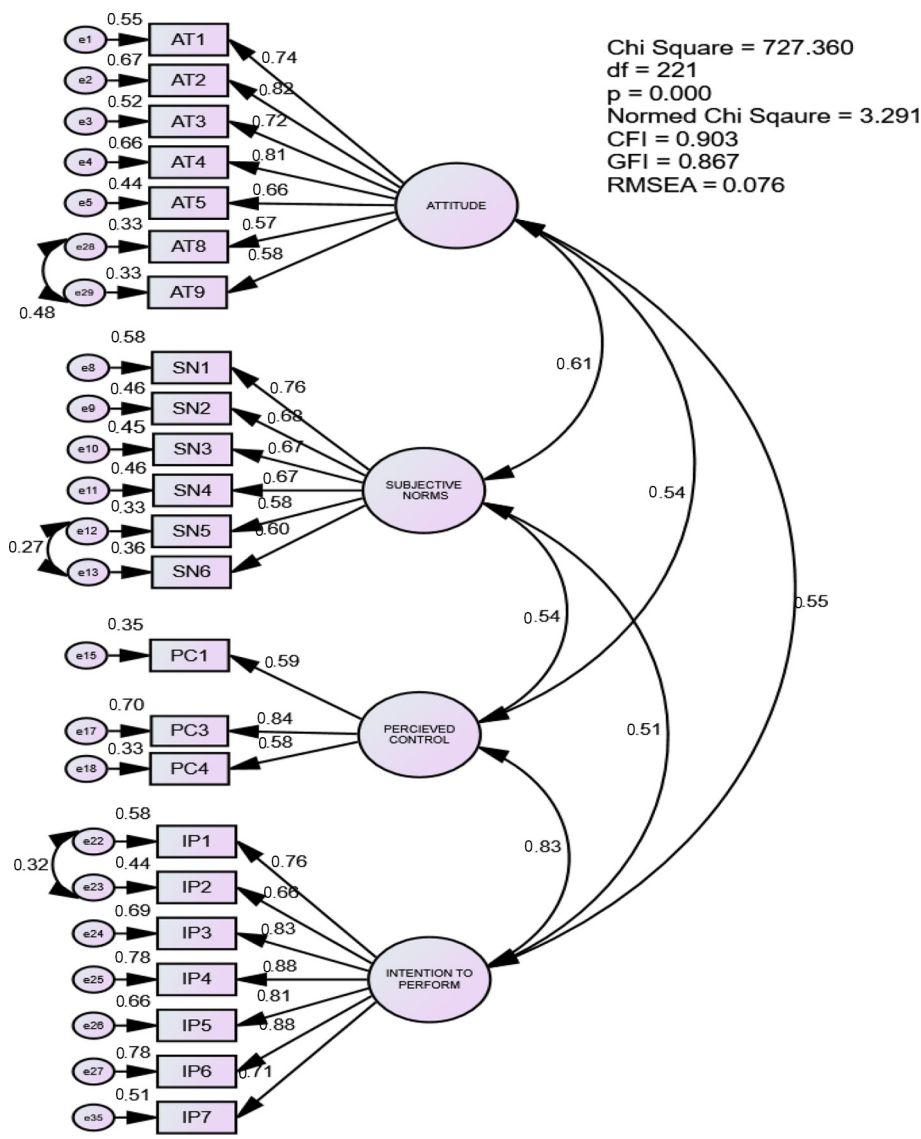 Chi Square = 727.360
df = 221
p = 0.000
Normed Chi Sqaure = 3.291
CFI = 0.903
GFI = 0.867
RMSEA = 0.076
0.55
e1 AT1
0.74
0.67
e2 AT2
0.82
0.52
e3 AT3
0.72
0.66
e4 AT4
0.81
0.44
e5 AT5
0.66
0.33
e28 AT8
0.57
0.33
e29 AT9
0.58
0.48
ATTITUDE
0.61
0.58
e8 SN1
0.76
0.46
e9 SN2
0.68
0.45
e10 SN3
0.67
0.46
e11 SN4
0.67
0.33
e12 SN5
0.58
0.27
0.36
e13 SN6
0.60
SUBJECTIVE
NORMS
0.54
0.54
0.55
0.35
e15 PC1
0.59
0.70
e17 PC3
0.84
0.33
e18 PC4
0.58
PERCIEVED
CONTROL
0.51
0.83
0.58
e22 IP1
0.76
0.32
0.44
e23 IP2
0.66
0.69
e24 IP3
0.83
0.78
e25 IP4
0.88
0.66
e26 IP5
0.81
0.78
e27 IP6
0.88
0.51
e35 IP7
0.71
INTENTION TO
PERFORM